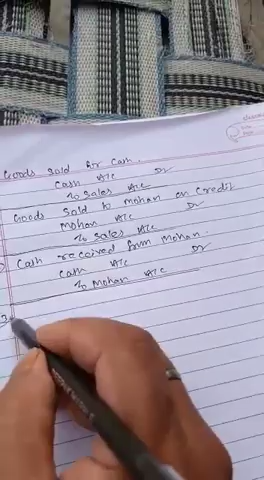 Goods sold for cash.
Cash A/c Dr
To Sales A/c
Goods sold to mohan on credit
Mohan A/c Dr
To Sales A/c
Cash received from Mohan.
Cash A/c Dr
To Mohan A/c
3